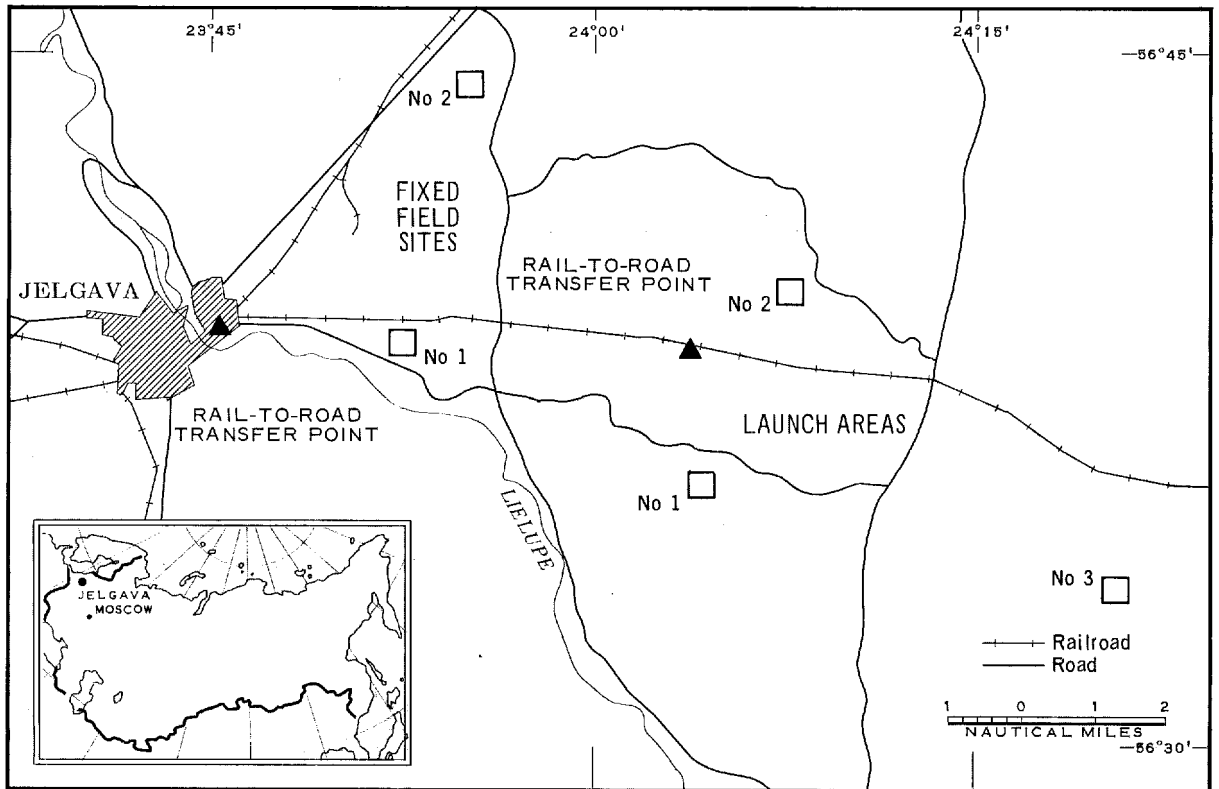 23°45'
24°00'
24°15'
56°45'
No 2
FIXED
FIELD
SITES
RAIL-TO-ROAD
TRANSFER POINT
JELGAVA
No 2
No 1
RAIL-TO-ROAD
TRANSFER POINT
LAUNCH AREAS
No 1
LIELUPE
No 3
JELGAVA
MOSCOW
Railroad
Road
1 0 1 2
NAUTICAL MILES
56°30'